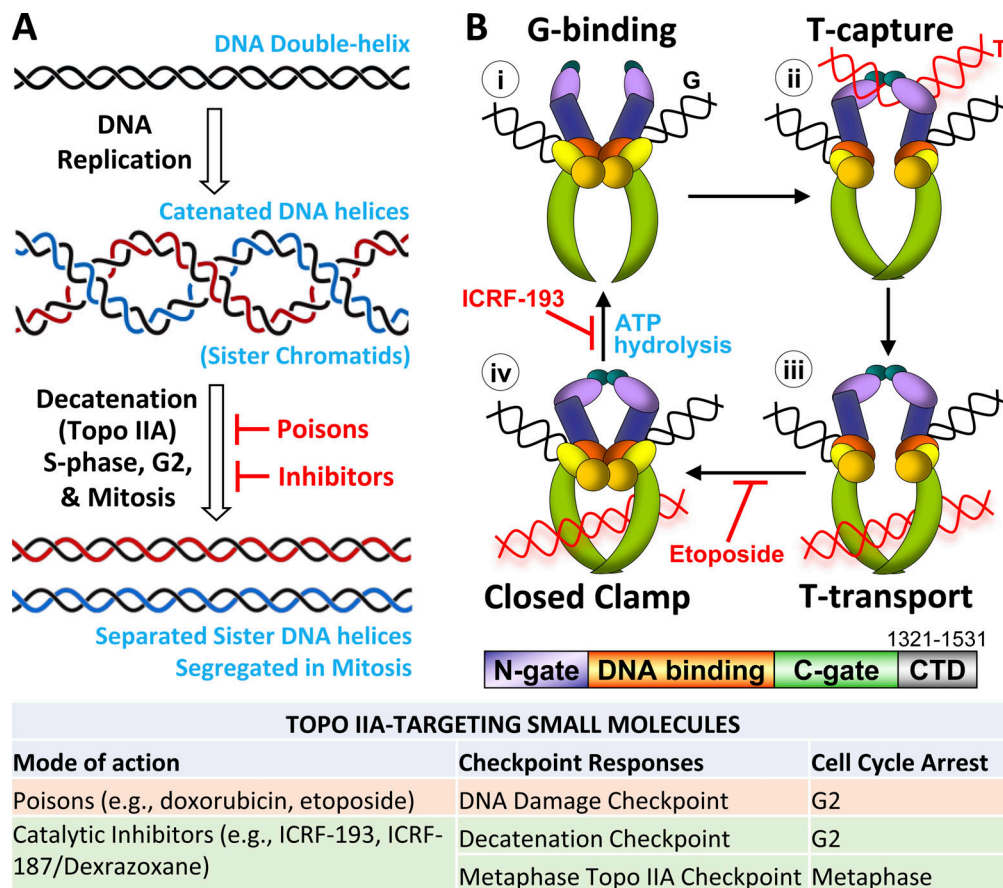 A
DNA Double-helix
DNA
Replication
Catenated DNA helices
(Sister Chromatids)
Decatenation
(Topo IIA)
S-phase, G2,
& Mitosis
Poisons
Inhibitors
Separated Sister DNA helices
Segregated in Mitosis
B
G-binding
T-capture
i
G
ii
T
ICRF-193
ATP
hydrolysis
iv
iii
Etoposide
Closed Clamp
T-transport
1321-1531
N-gate
DNA binding
C-gate
CTD
TOPO IIA-TARGETING SMALL MOLECULES
Mode of action
Checkpoint Responses
Cell Cycle Arrest
Poisons (e.g., doxorubicin, etoposide)
DNA Damage Checkpoint
G2
Catalytic Inhibitors (e.g., ICRF-193, ICRF-
187/Dexrazoxane)
Decatenation Checkpoint
G2
Metaphase Topo IIA Checkpoint
Metaphase